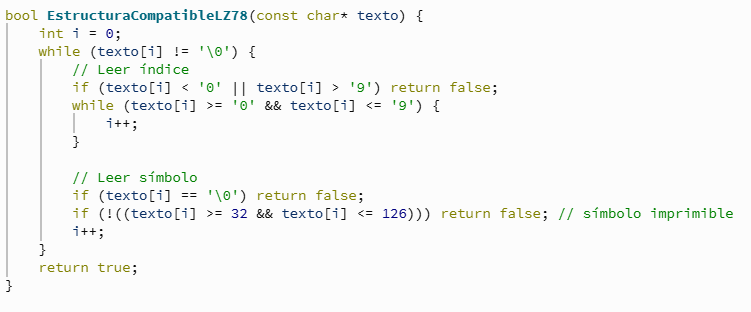 bool EstructuraCompatibleLZ78(const char* texto) {
    int i = 0;
    while (texto[i] != '\0') {
        // Leer índice
        if (texto[i] < '0' || texto[i] > '9') return false;
        while (texto[i] >= '0' && texto[i] <= '9') {
            i++;
        }

        // Leer símbolo
        if (texto[i] == '\0') return false;
        if (!((texto[i] >= 32 && texto[i] <= 126))) return false; // símbolo imprimible
        i++;
    }
    return true;
}